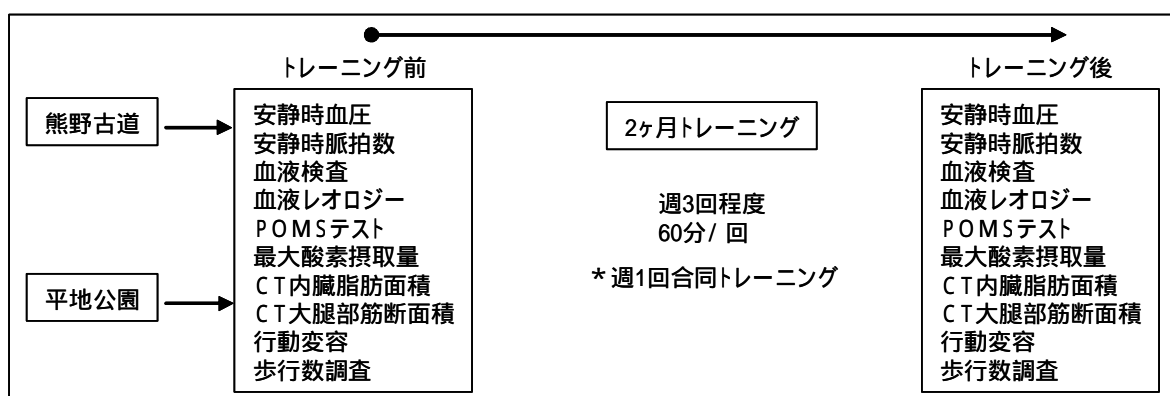 トレーニング前
トレーニング後
熊野古道
平地公園
安静時血圧
安静時脈拍数
血液検査
血液レオロジー
POMSテスト
最大酸素摂取量
CT内臓脂肪面積
CT大腿部筋断面積
行動変容
歩行数調査
2ヶ月トレーニング
週3回程度
60分/ 回
*週1回合同トレーニング
安静時血圧
安静時脈拍数
血液検査
血液レオロジー
POMSテスト
最大酸素摂取量
CT内臓脂肪面積
CT大腿部筋断面積
行動変容
歩行数調査